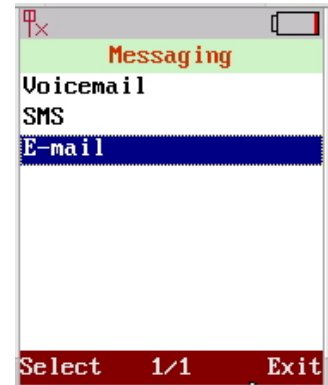 Messaging
Voicemail
SMS
E-mail
Select 1/1 Exit